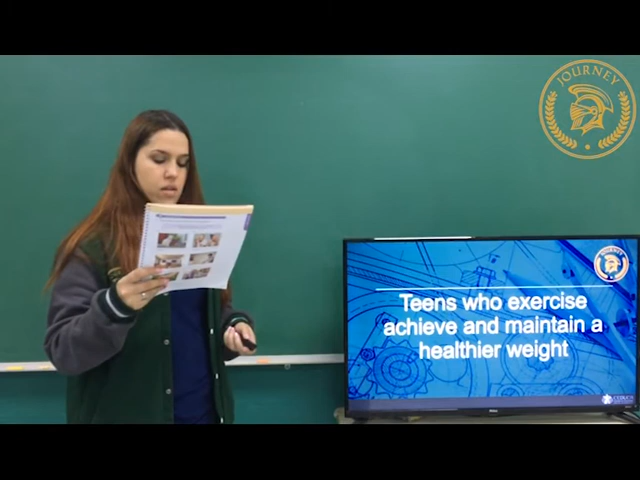 JOURNEY
Teens who exercise
achieve and maintain a
healthier weight